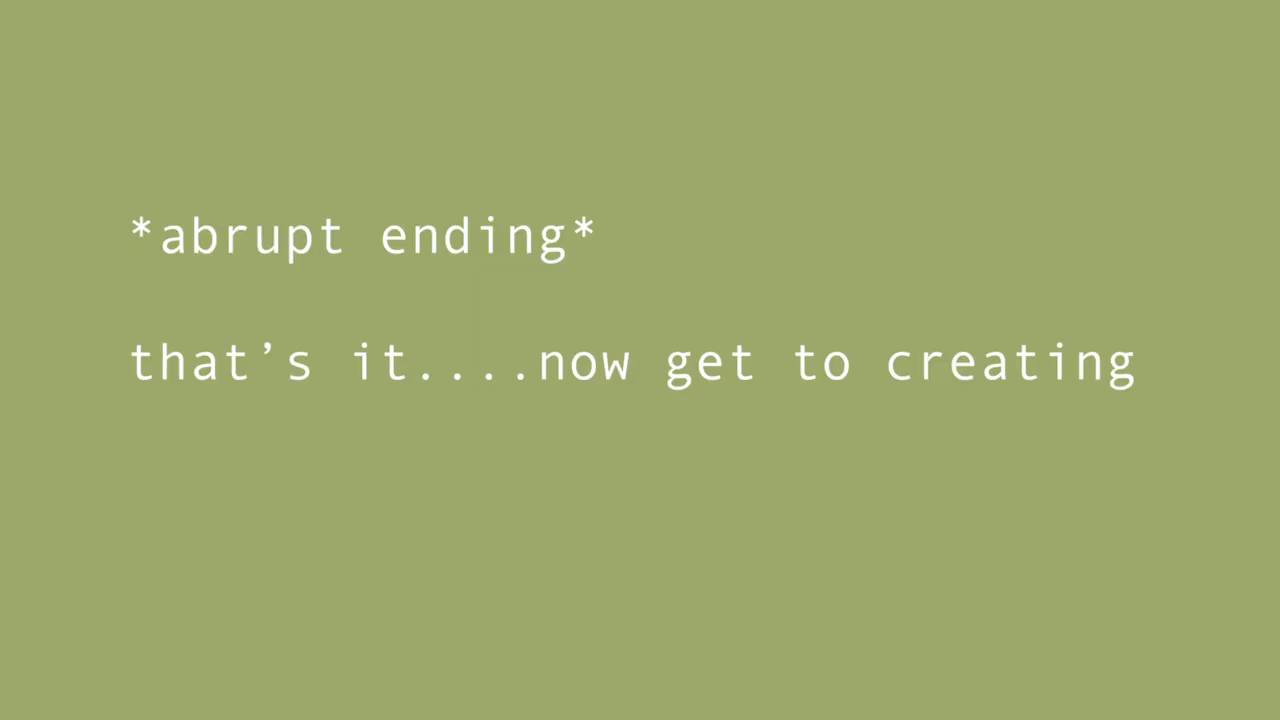 *abrupt ending*
that’s it....now get to creating